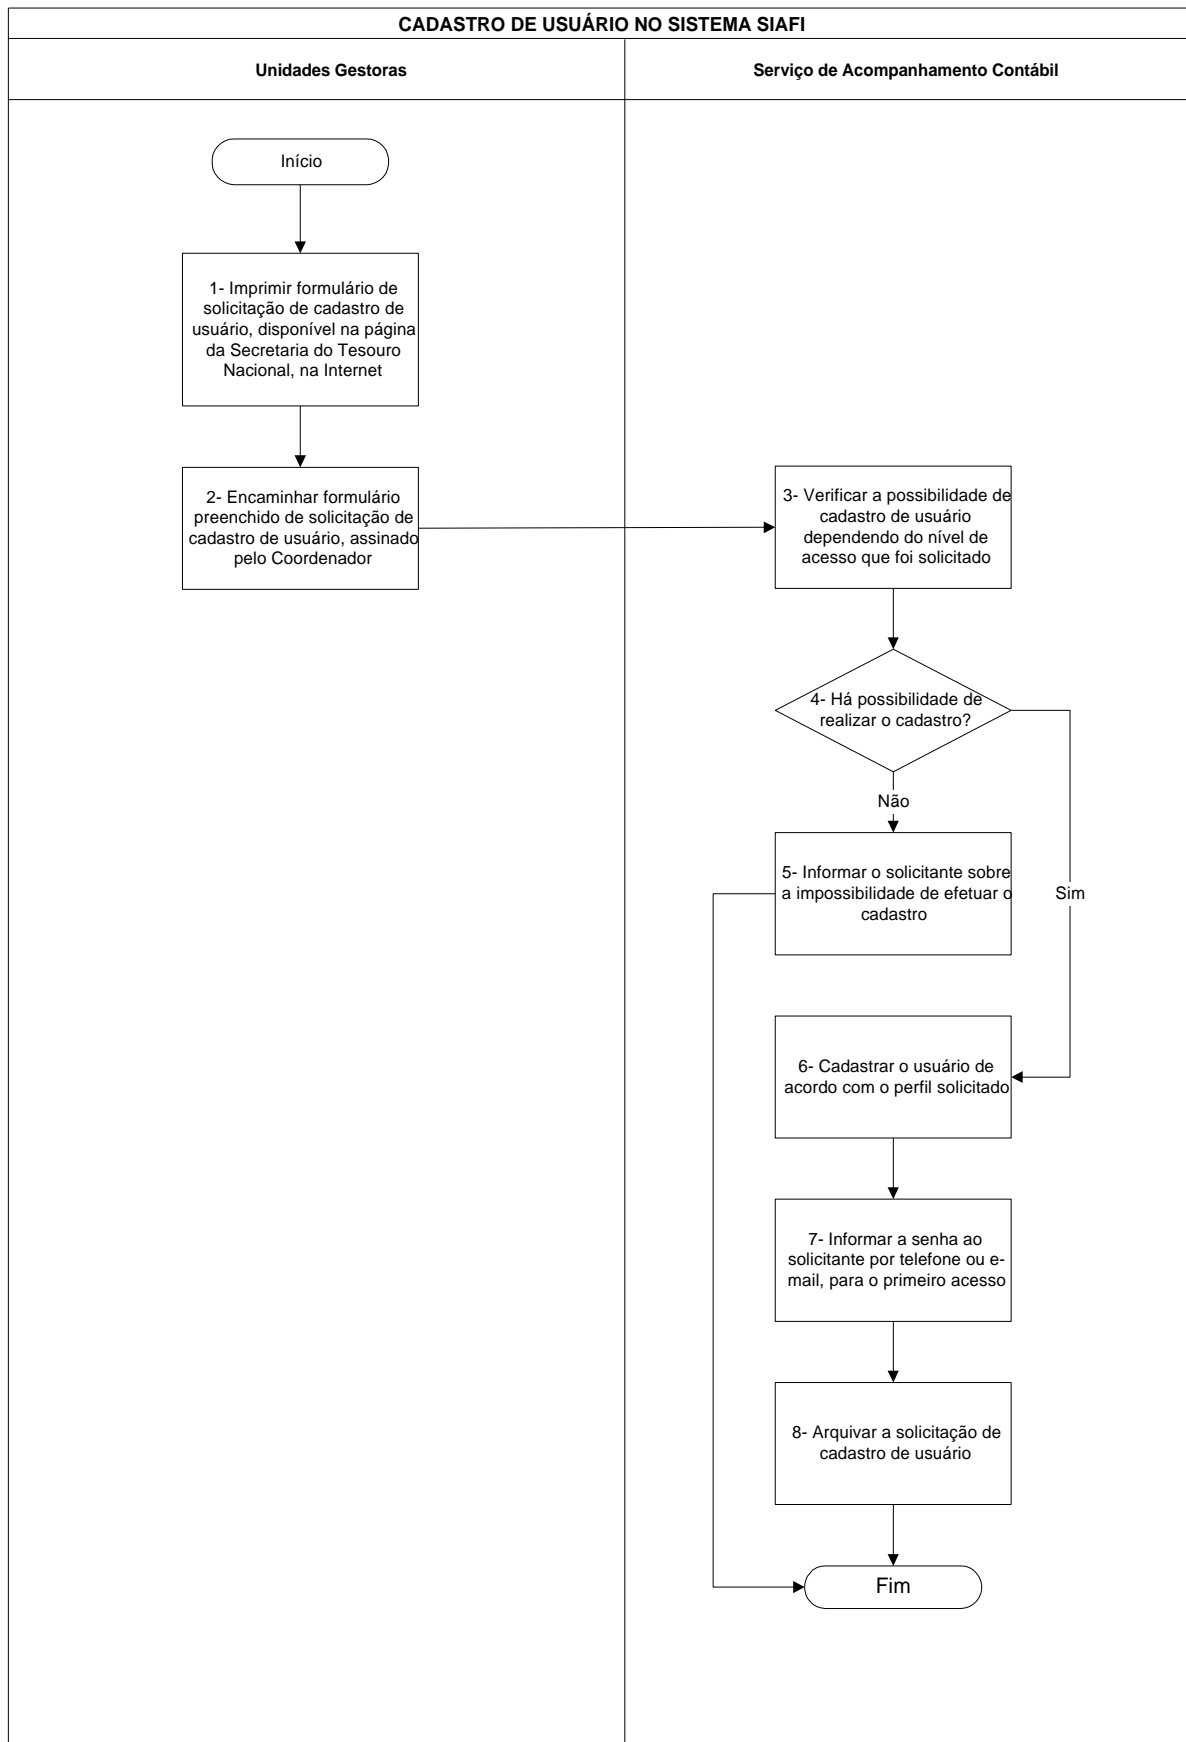 CADASTRO DE USUÁRIO NO SISTEMA SIAFI
Unidades Gestoras
Serviço de Acompanhamento Contábil
Início
1- Imprimir formulário de
solicitação de cadastro de
usuário, disponível na página
da Secretaria do Tesouro
Nacional, na Internet
2- Encaminhar formulário
preenchido de solicitação de
cadastro de usuário, assinado
pelo Coordenador
3- Verificar a possibilidade de
cadastro de usuário
dependendo do nível de
acesso que foi solicitado
4- Há possibilidade de
realizar o cadastro?
Não
5- Informar o solicitante sobre
a impossibilidade de efetuar o
cadastro
Sim
6- Cadastrar o usuário de
acordo com o perfil solicitado
7- Informar a senha ao
solicitante por telefone ou e-
mail, para o primeiro acesso
8- Arquivar a solicitação de
cadastro de usuário
Fim